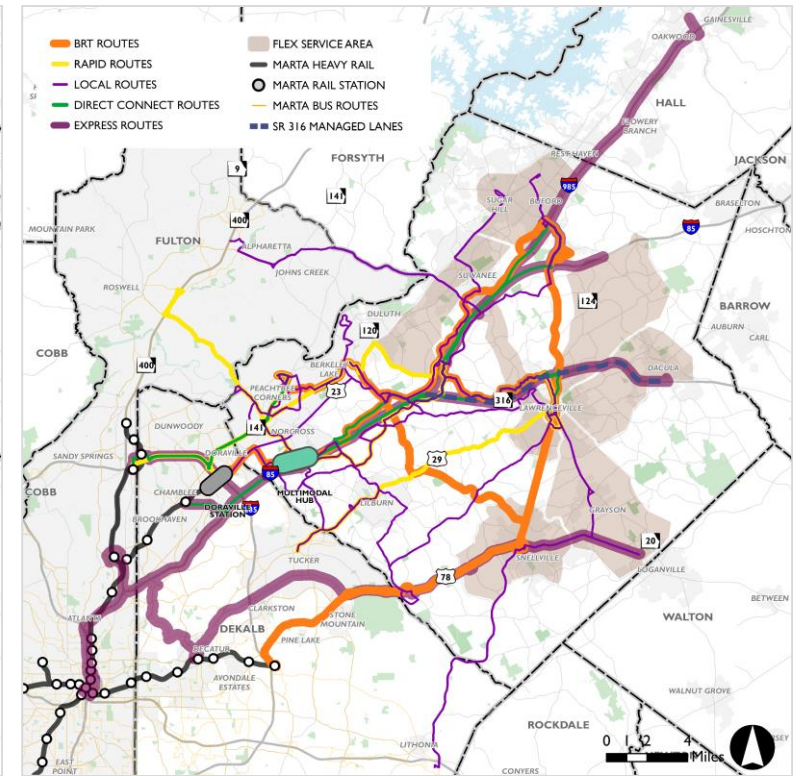 BRT ROUTES
RAPID ROUTES
LOCAL ROUTES
DIRECT CONNECT ROUTES
EXPRESS ROUTES
FLEX SERVICE AREA
MARTA HEAVY RAIL
MARTA RAIL STATION
MARTA BUS ROUTES
SR 316 MANAGED LANES
GAINESVILLE
OAKWOOD
HALL
FLOWERY
BRANCH
FORSYTH
REST HAVEN
JACKSON
9
141
985
SUGAR
HILL
BUFORD
BRASELTON
400
85
HOSCHTON
MOUNTAIN PARK
FULTON
ALPHARETTA
JOHNS CREEK
SUWANEE
ROSWELL
124
DULUTH
BARROW
120
AUBURN
CARL
COBB
400
BERKELEY
LAKE
DACULA
PEACHTREE
CORNERS
23
316
LAWRENCEVILLE
141
NORCROSS
DUNWOODY
29
SANDY SPRINGS
DORAVILLE
85
MULTIMODAL
HUB
COBB
CHAMBLEE
LILBURN
DORAVILLE
STATION
BROOKHAVEN
GRAYSON
20
TUCKER
SNELLVILLE
LOGANVILLE
78
CLARKSTON
BETWEEN
ATLANTA
STONE
MOUNTAIN
WALTON
DEKALB
PINE LAKE
DECATUR
AVONDALE
ESTATES
WALNUT GROVE
ROCKDALE
LITHONIA
0 1 2 4
Miles
EAST
POINT
CONYERS